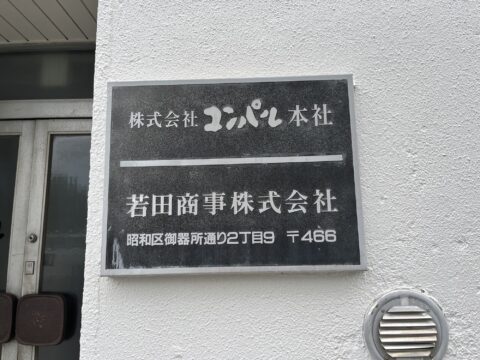 株式会社 コンパル 本社
若田商事株式会社
昭和区御器所通り2丁目9 〒466